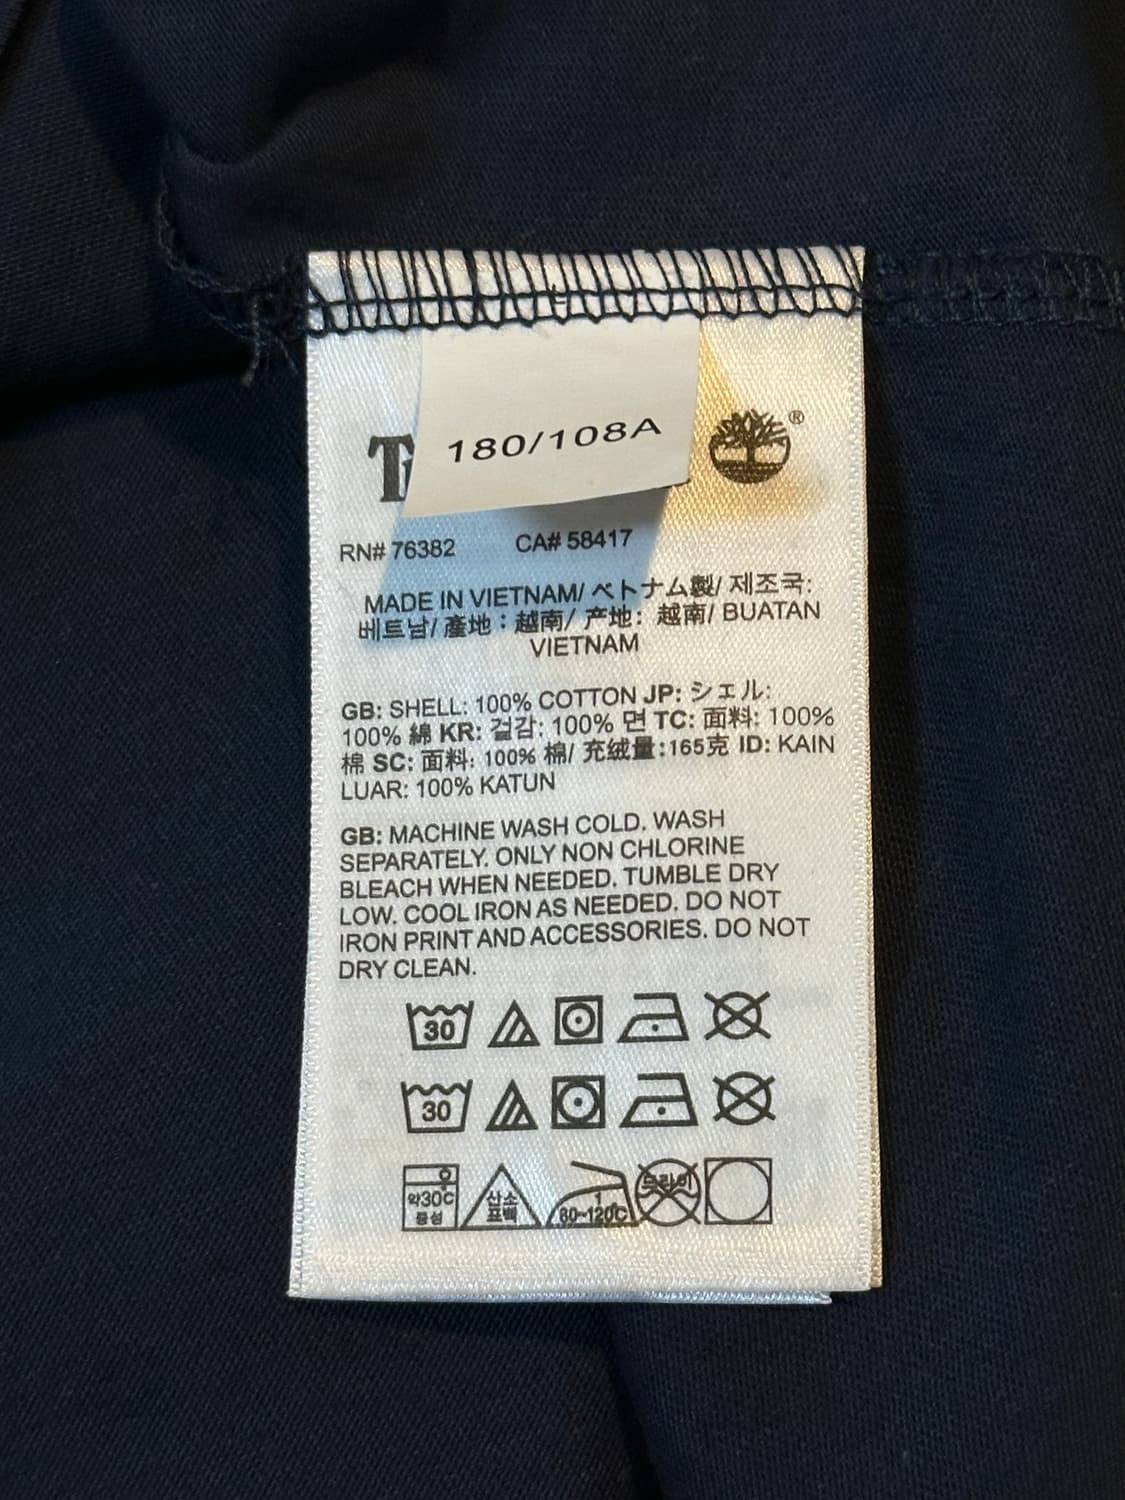 180/108A
®
RN# 76382 CA# 58417
MADE IN VIETNAM/ ベトナム製/ 제조국:
베트남/ 產地：越南/ 产地: 越南/ BUATAN
VIETNAM
GB: SHELL: 100% COTTON JP: シェル:
100% 綿 KR: 겉감: 100% 면 TC: 面料: 100%
棉 SC: 面料: 100% 棉/ 充绒量:165克 ID: KAIN
LUAR: 100% KATUN
GB: MACHINE WASH COLD. WASH
SEPARATELY. ONLY NON CHLORINE
BLEACH WHEN NEEDED. TUMBLE DRY
LOW. COOL IRON AS NEEDED. DO NOT
IRON PRINT AND ACCESSORIES. DO NOT
DRY CLEAN.
30
30
약30℃ 중성 산소 표백 1 80~120℃ 드라이